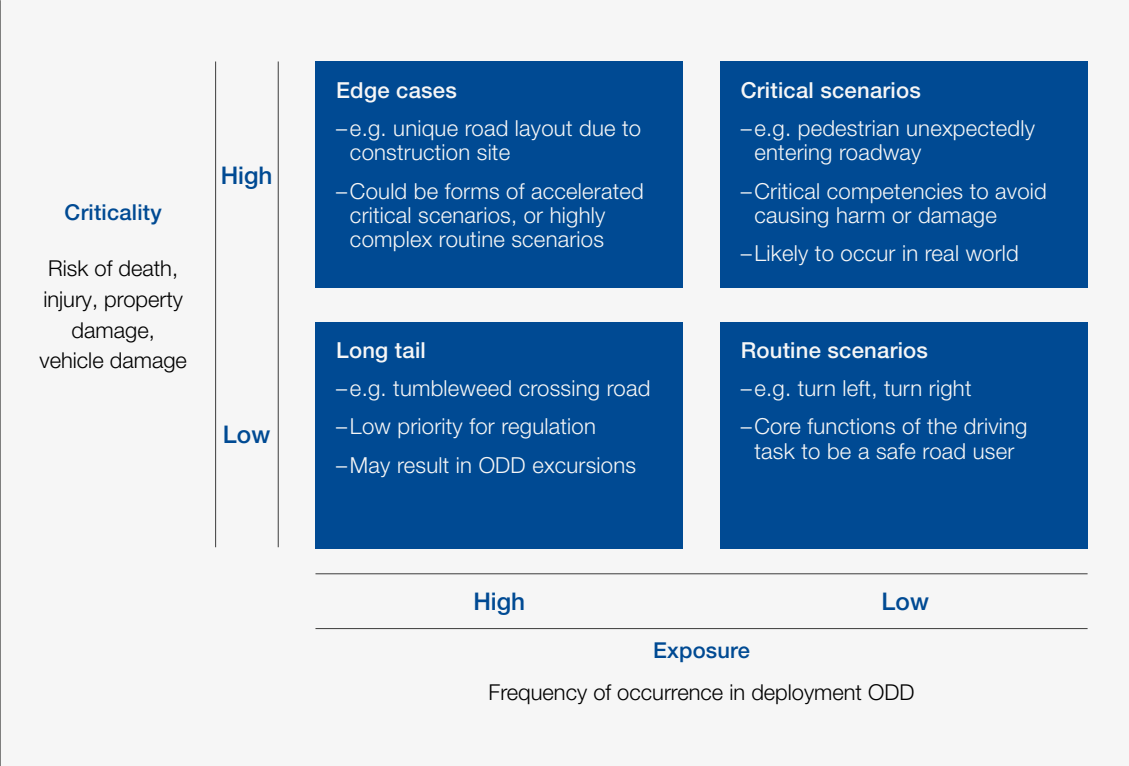 Criticality
Risk of death,
injury, property
damage,
vehicle damage
High
Low
Edge cases
–e.g. unique road layout due to
construction site
–Could be forms of accelerated
critical scenarios, or highly
complex routine scenarios
Critical scenarios
–e.g. pedestrian unexpectedly
entering roadway
–Critical competencies to avoid
causing harm or damage
–Likely to occur in real world
Long tail
–e.g. tumbleweed crossing road
–Low priority for regulation
–May result in ODD excursions
Routine scenarios
–e.g. turn left, turn right
–Core functions of the driving
task to be a safe road user
High
Low
Exposure
Frequency of occurrence in deployment ODD